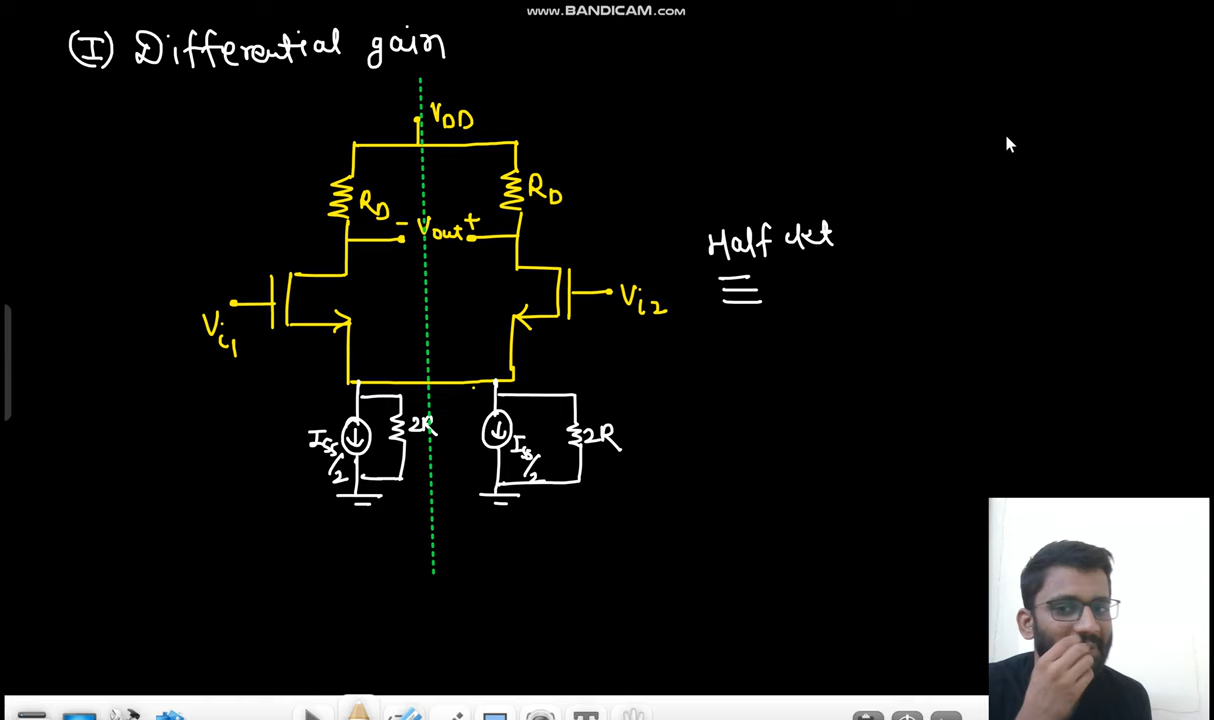 WWW.BANDICAM.COM
(I) Differential gain
VDD
RD
RD
- Vout +
Vi1
Vi2
Half ckt
ISS/2
2R
ISS/2
2R